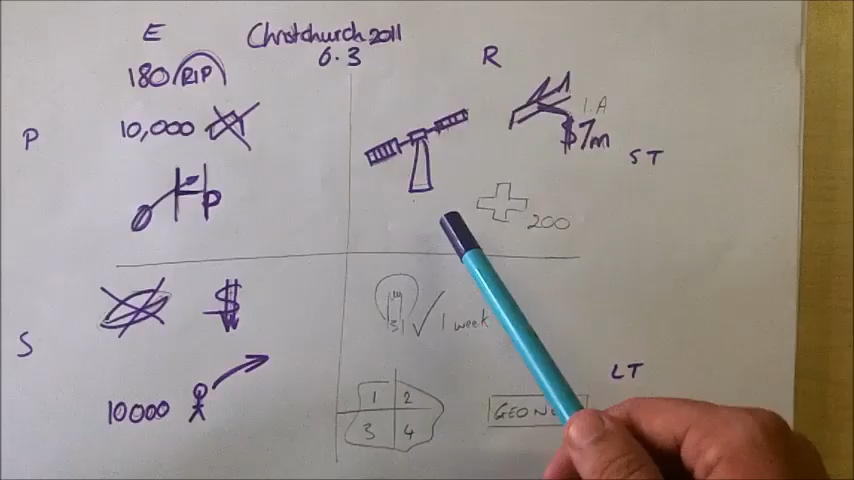 E
Christchurch 2011
6.3
R
180 RIP
1.A
$7m
10,000
P
ST
P
200
$
S
3
1 week
LT
10000
1 2
3 4